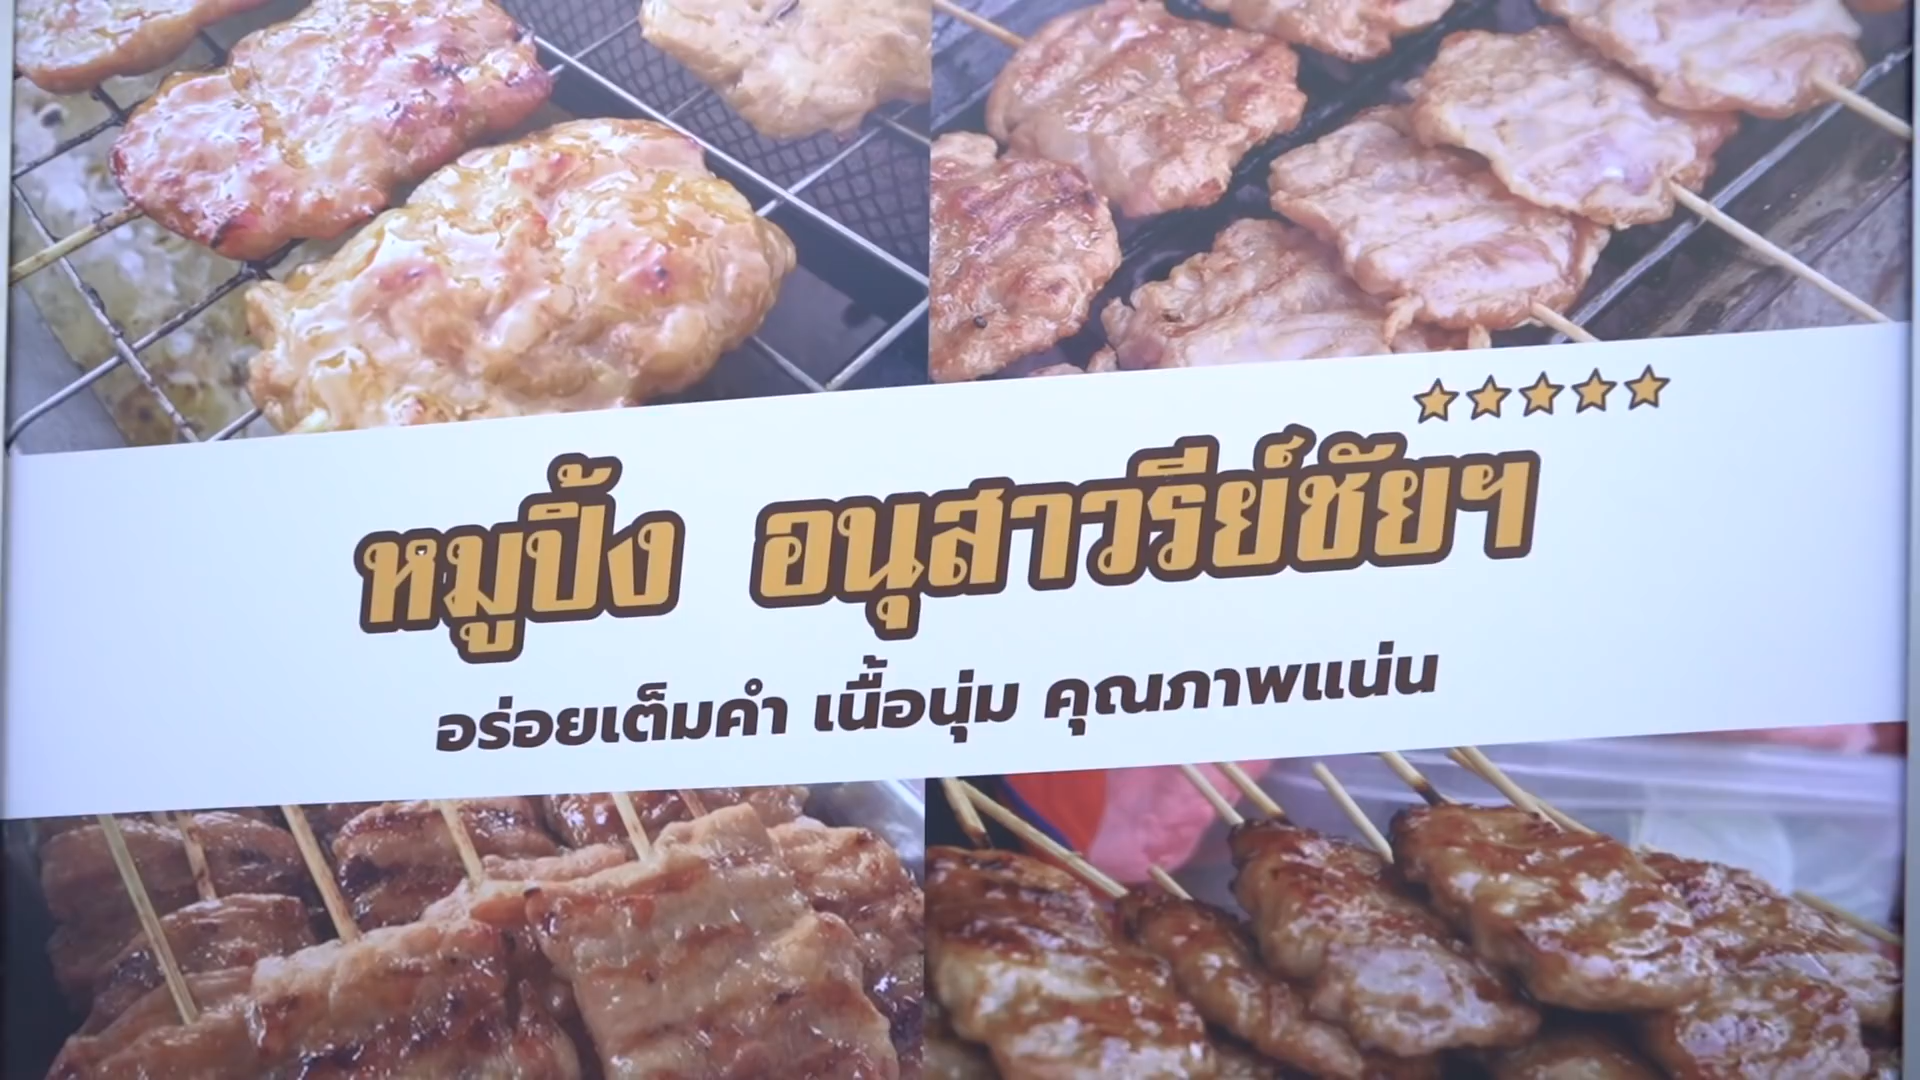 หมูปิ้ง อนุสาวรีย์ชัยฯ
อร่อยเต็มคำ เนื้อนุ่ม คุณภาพแน่น